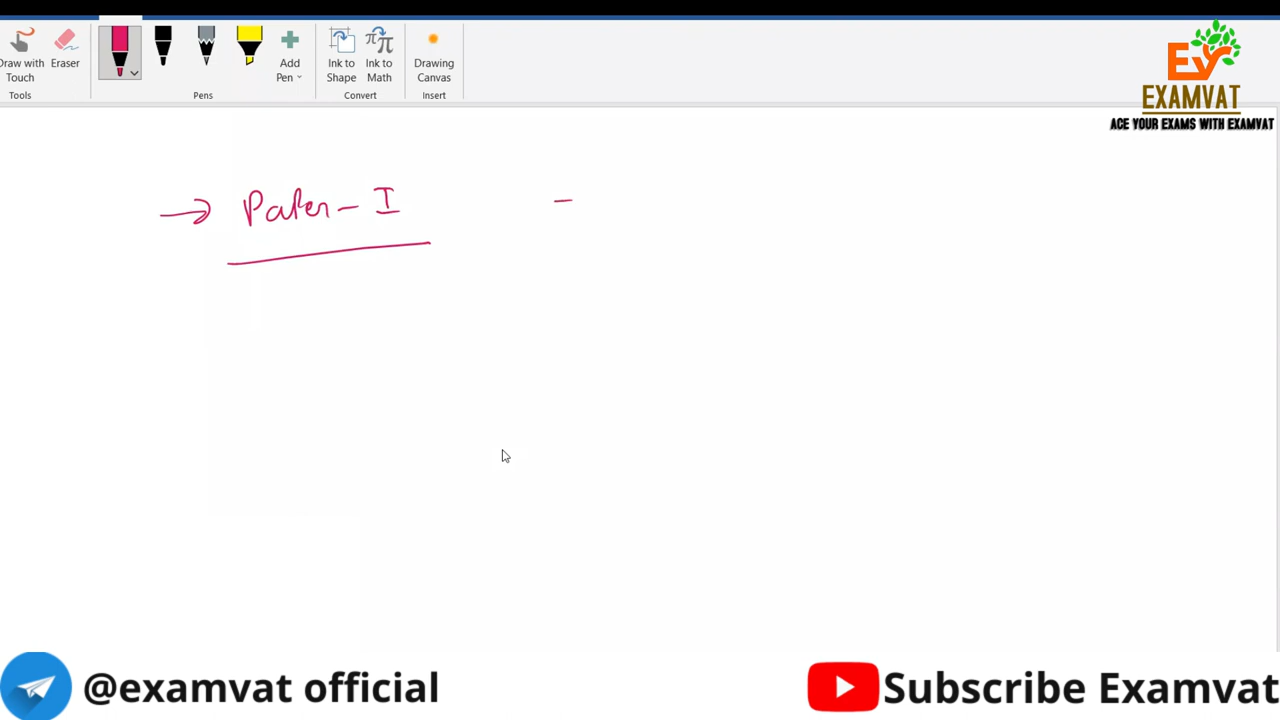 Draw with Touch
Eraser
Add Pen
Ink to Shape
Ink to Math
Drawing Canvas
Tools
Pens
Convert
Insert
EV
EXAMVAT
ACE YOUR EXAMS WITH EXAMVAT
→ Paper - I -
@examvat official
Subscribe Examvat